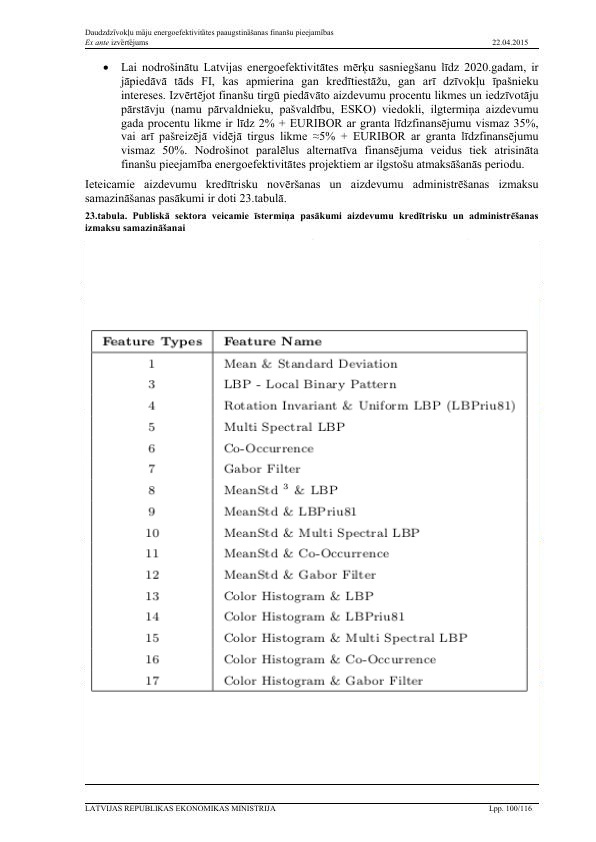 Daudzdzīvokļu māju energoefektivitātes paaugstināšanas finanšu pieejamības
Ex ante izvērtējums 22.04.2015
• Lai nodrošinātu Latvijas energoefektivitātes mērķu sasniegšanu līdz 2020.gadam, ir
jāpiedāvā tāds FI, kas apmierina gan kredītiestāžu, gan arī dzīvokļu īpašnieku
intereses. Izvērtējot finanšu tirgū piedāvāto aizdevumu procentu likmes un iedzīvotāju
pārstāvju (namu pārvaldnieku, pašvaldību, ESKO) viedokli, ilgtermiņa aizdevumu
gada procentu likme ir līdz 2% + EURIBOR ar granta līdzfinansējumu vismaz 35%,
vai arī pašreizējā vidējā tirgus likme ≈5% + EURIBOR ar granta līdzfinansējumu
vismaz 50%. Nodrošinot paralēlus alternatīva finansējuma veidus tiek atrisināta
finanšu pieejamība energoefektivitātes projektiem ar ilgstošu atmaksāšanās periodu.
Ieteicamie aizdevumu kredītrisku novēršanas un aizdevumu administrēšanas izmaksu
samazināšanas pasākumi ir doti 23.tabulā.
23.tabula. Publiskā sektora veicamie īstermiņa pasākumi aizdevumu kredītrisku un administrēšanas
izmaksu samazināšanai
Feature Types Feature Name
1 Mean & Standard Deviation
3 LBP - Local Binary Pattern
4 Rotation Invariant & Uniform LBP (LBPriu81)
5 Multi Spectral LBP
6 Co-Occurrence
7 Gabor Filter
8 MeanStd ³ & LBP
9 MeanStd & LBPriu81
10 MeanStd & Multi Spectral LBP
11 MeanStd & Co-Occurrence
12 MeanStd & Gabor Filter
13 Color Histogram & LBP
14 Color Histogram & LBPriu81
15 Color Histogram & Multi Spectral LBP
16 Color Histogram & Co-Occurrence
17 Color Histogram & Gabor Filter
LATVIJAS REPUBLIKAS EKONOMIKAS MINISTRIJA Lpp. 100/116